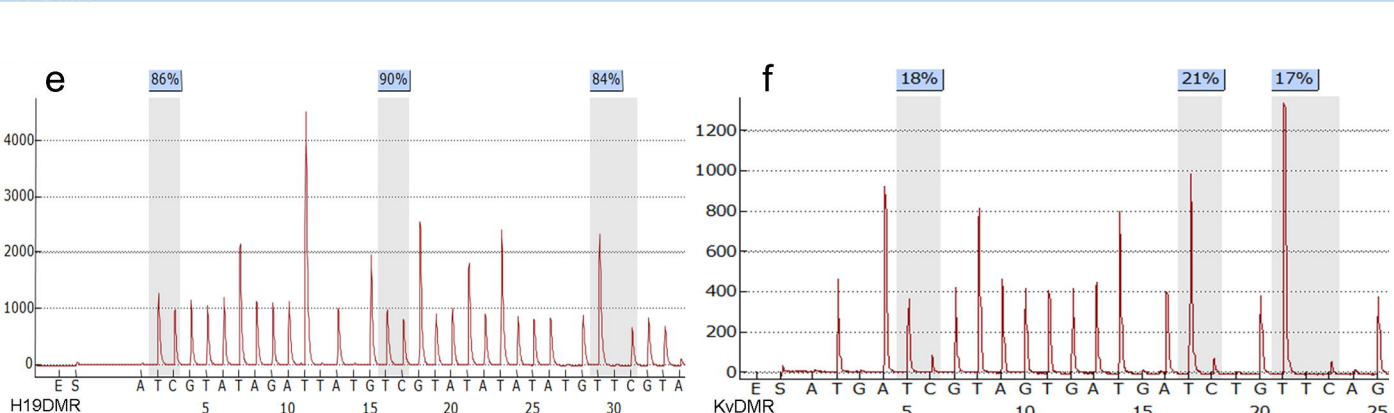 e
86% 90% 84%
4000
3000
2000
1000
0
E S A T C G T A T A G A T T A T G T C G T A T A T A T A T G T T C G T A
H19DMR 5 10 15 20 25 30
f
18% 21% 17%
1200
1000
800
600
400
200
0
E S A T G A T C G T A G T G A T G A T C T G T T C A G
KvDMR 5 10 15 20 25